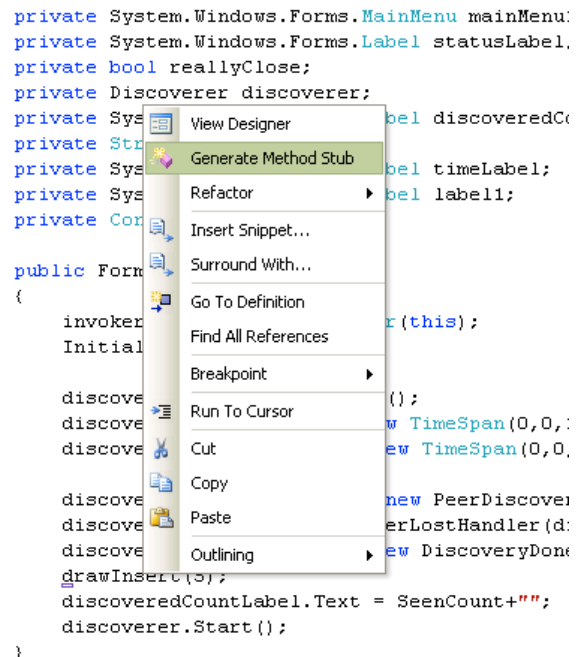 private System.Windows.Forms.MainMenu mainMenu1
private System.Windows.Forms.Label statusLabel
private bool reallyClose;
private Discoverer discoverer;
private Sys bel discoveredCo
private Str
private Sys bel timeLabel;
private Sys bel label1;
private Con
View Designer
Generate Method Stub
Refactor
Insert Snippet...
Surround With...
Go To Definition
Find All References
Breakpoint
Run To Cursor
Cut
Copy
Paste
Outlining
public Form
{
invoker r(this);
Initial
discove ();
discove w TimeSpan(0,0,
discove ew TimeSpan(0,0,
discove new PeerDiscover
discove erLostHandler(di
discove ew DiscoveryDone
drawInsert(3);
discoveredCountLabel.Text = SeenCount+"";
discoverer.Start();
}